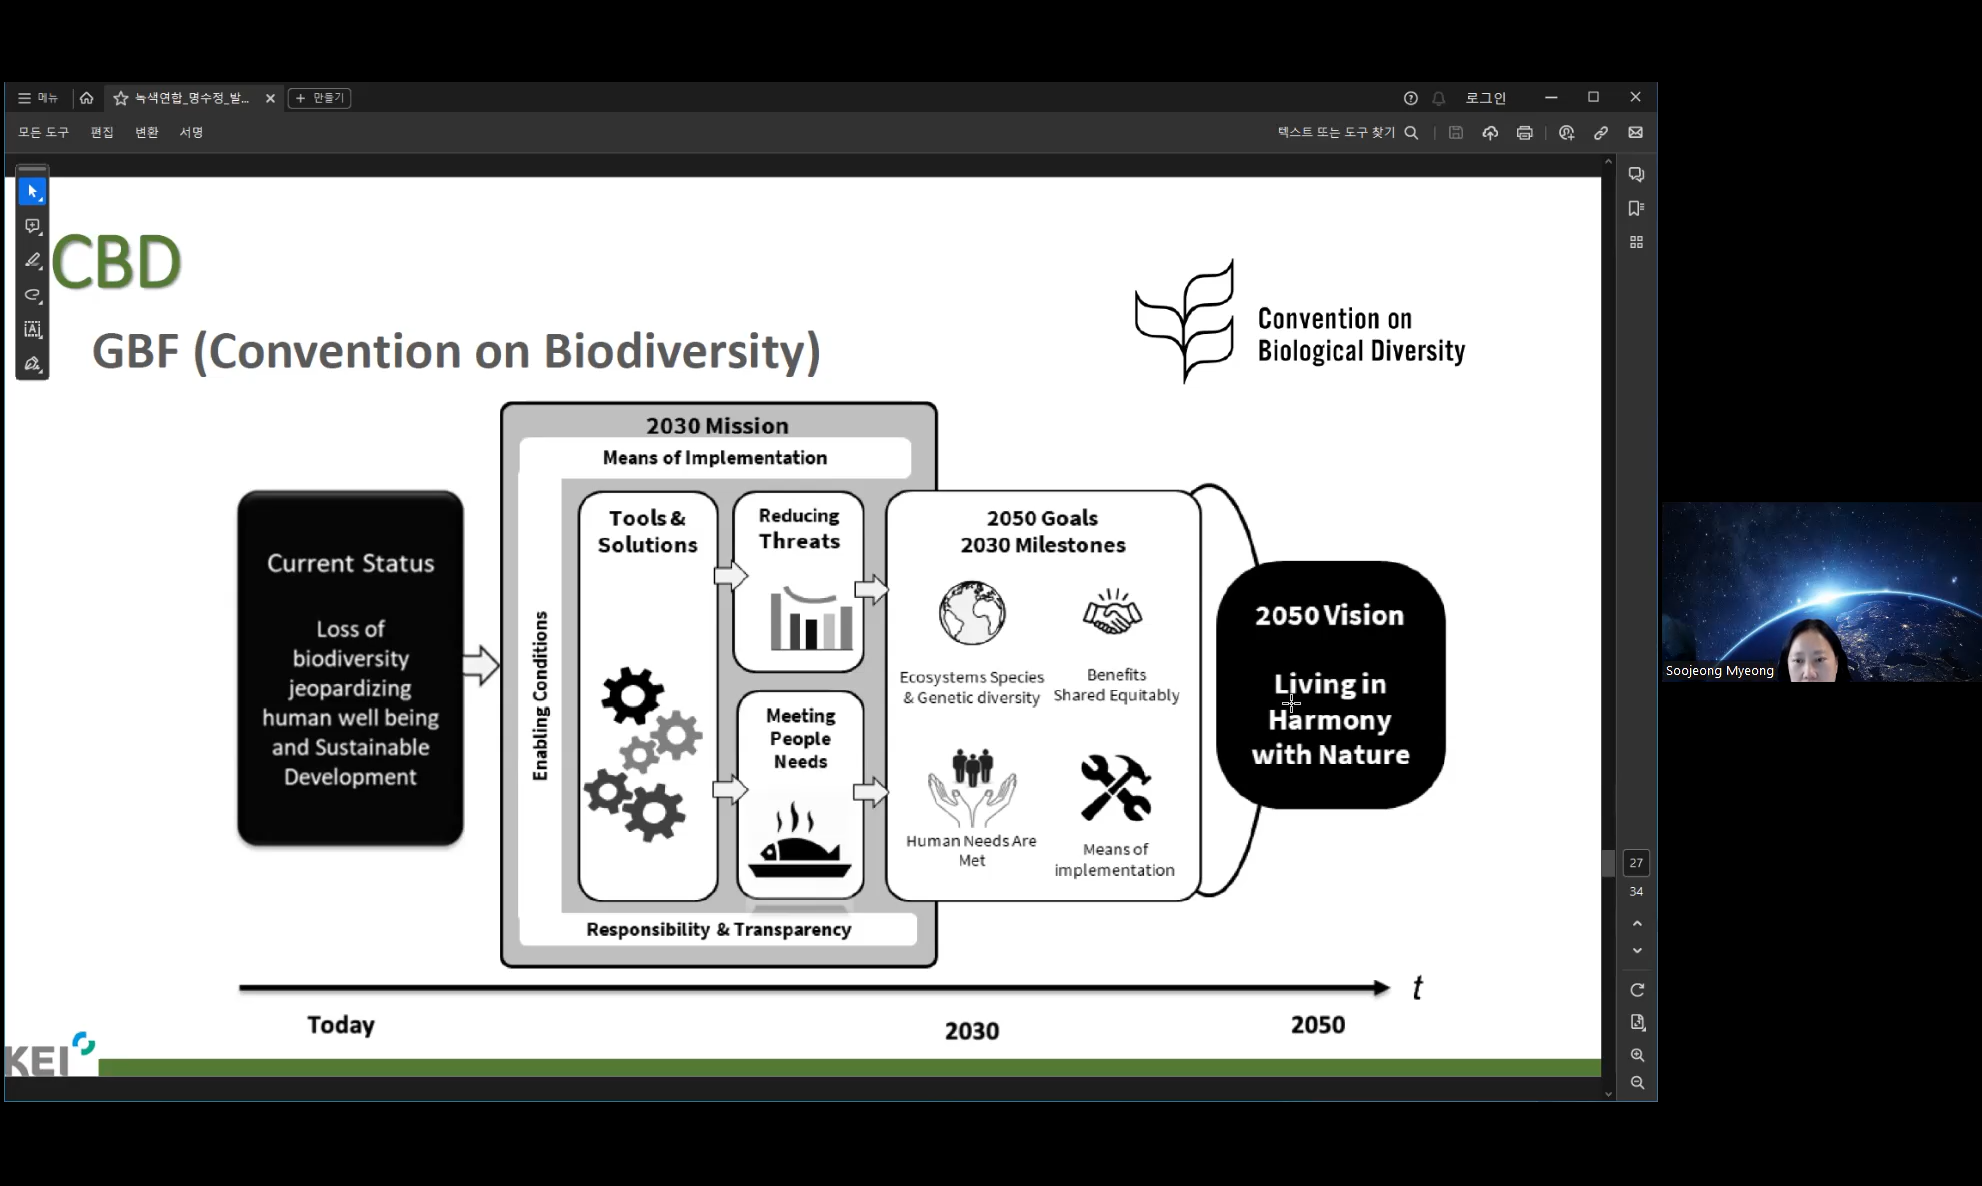 메뉴
녹색연합_명수정_발...
만들기
로그인
모든 도구 편집 변환 서명
텍스트 또는 도구 찾기
CBD
GBF (Convention on Biodiversity)
Convention on
Biological Diversity
Current Status
Loss of
biodiversity
jeopardizing
human well being
and Sustainable
Development
2030 Mission
Means of Implementation
Enabling Conditions
Tools &
Solutions
Reducing
Threats
Meeting
People
Needs
Responsibility & Transparency
2050 Goals
2030 Milestones
Ecosystems Species
& Genetic diversity
Benefits
Shared Equitably
Human Needs Are
Met
Means of
implementation
2050 Vision
Living in
Harmony
with Nature
t
Today
2030
2050
KEI
27
34
Soojeong Myeong